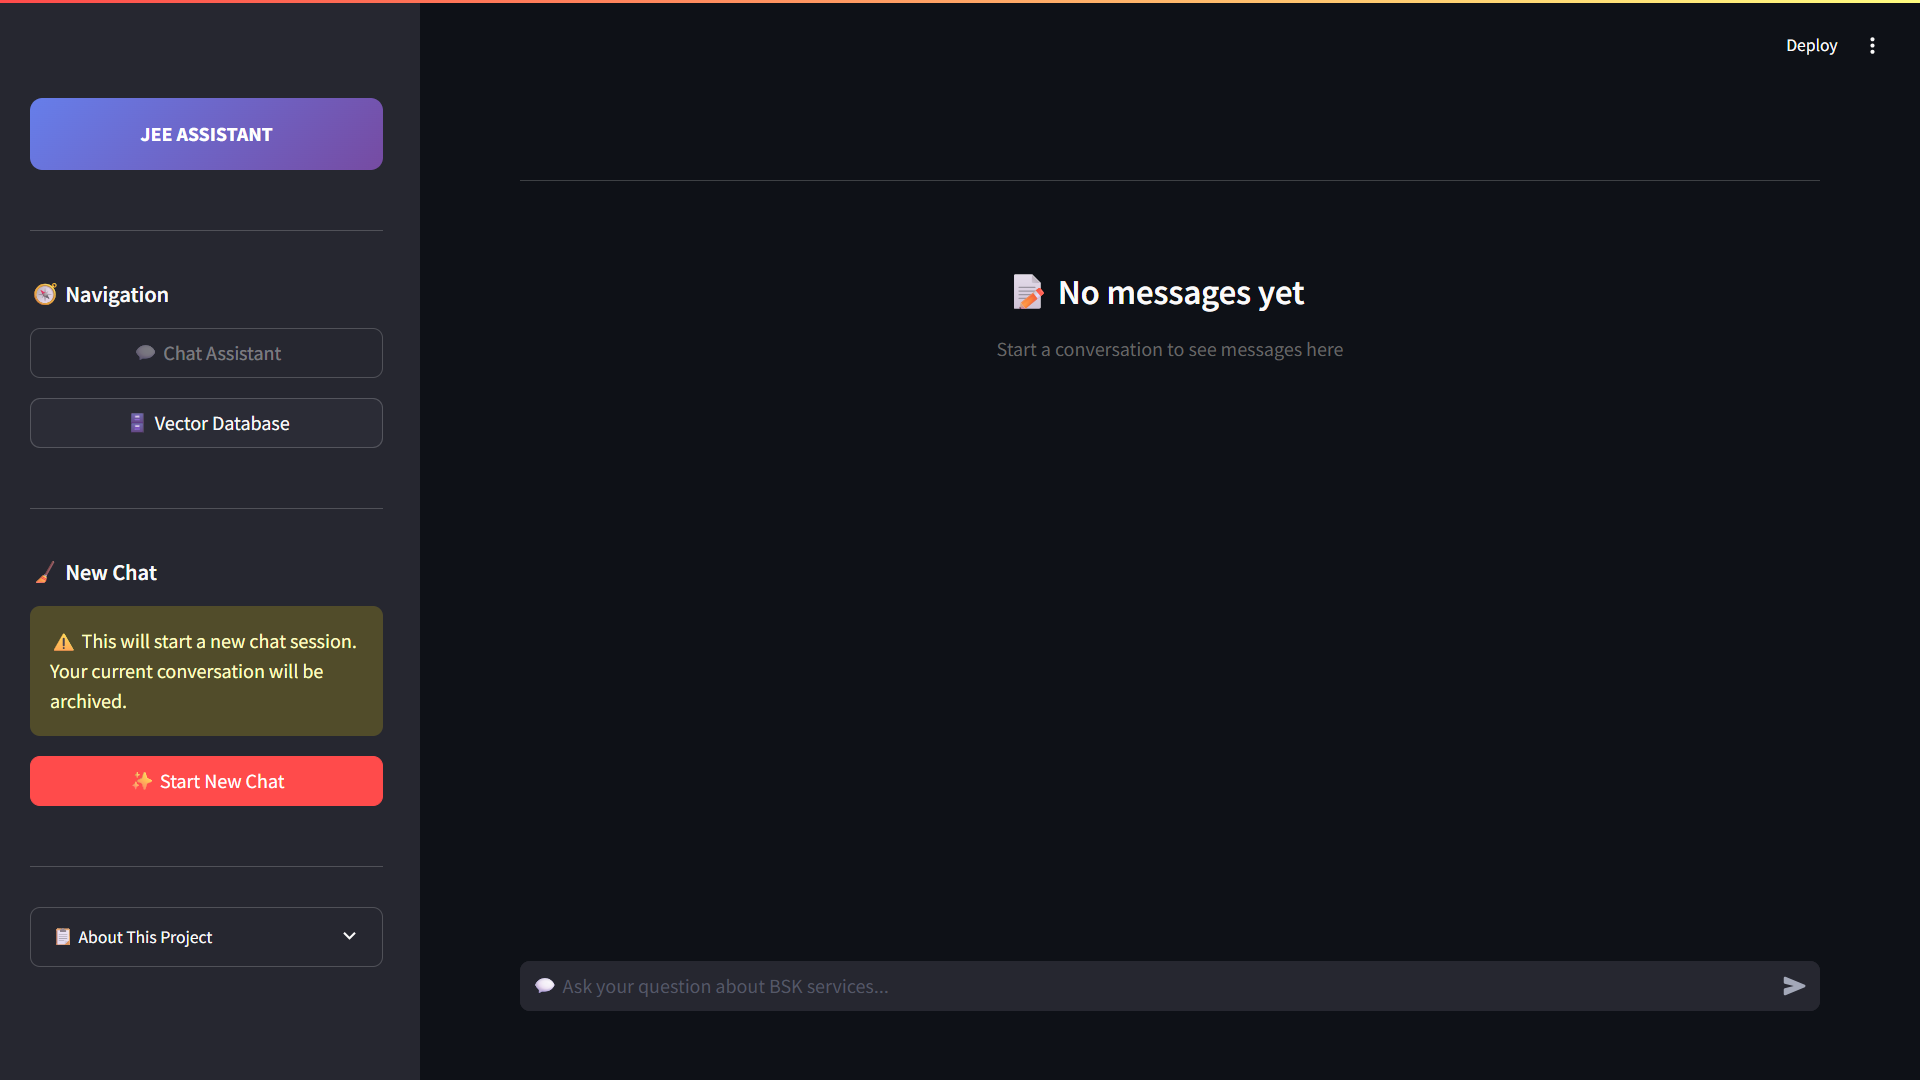 Deploy
JEE ASSISTANT
Navigation
Chat Assistant
Vector Database
New Chat
This will start a new chat session.
Your current conversation will be
archived.
Start New Chat
About This Project
No messages yet
Start a conversation to see messages here
Ask your question about BSK services...